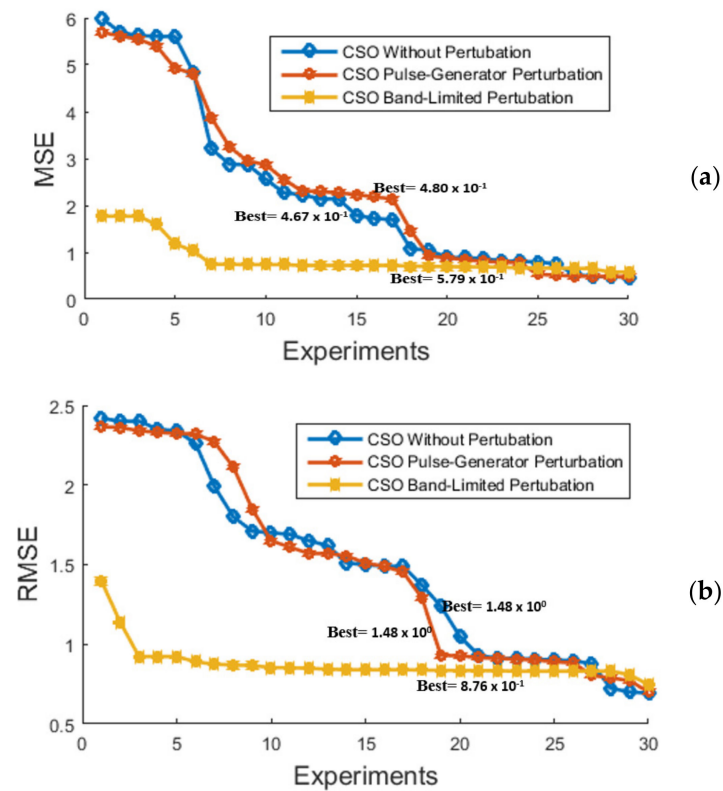 6
5
4
3
2
1
0
MSE
CSO Without Pertubation
CSO Pulse-Generator Perturbation
CSO Band-Limited Pertubation
Best= 4.80 x 10⁻¹
Best= 4.67 x 10⁻¹
Best= 5.79 x 10⁻¹
0 5 10 15 20 25 30
Experiments
(a)
2.5
2
1.5
1
0.5
RMSE
CSO Without Pertubation
CSO Pulse-Generator Perturbation
CSO Band-Limited Pertubation
Best= 1.48 x 10⁰
Best= 1.48 x 10⁰
Best= 8.76 x 10⁻¹
0 5 10 15 20 25 30
Experiments
(b)